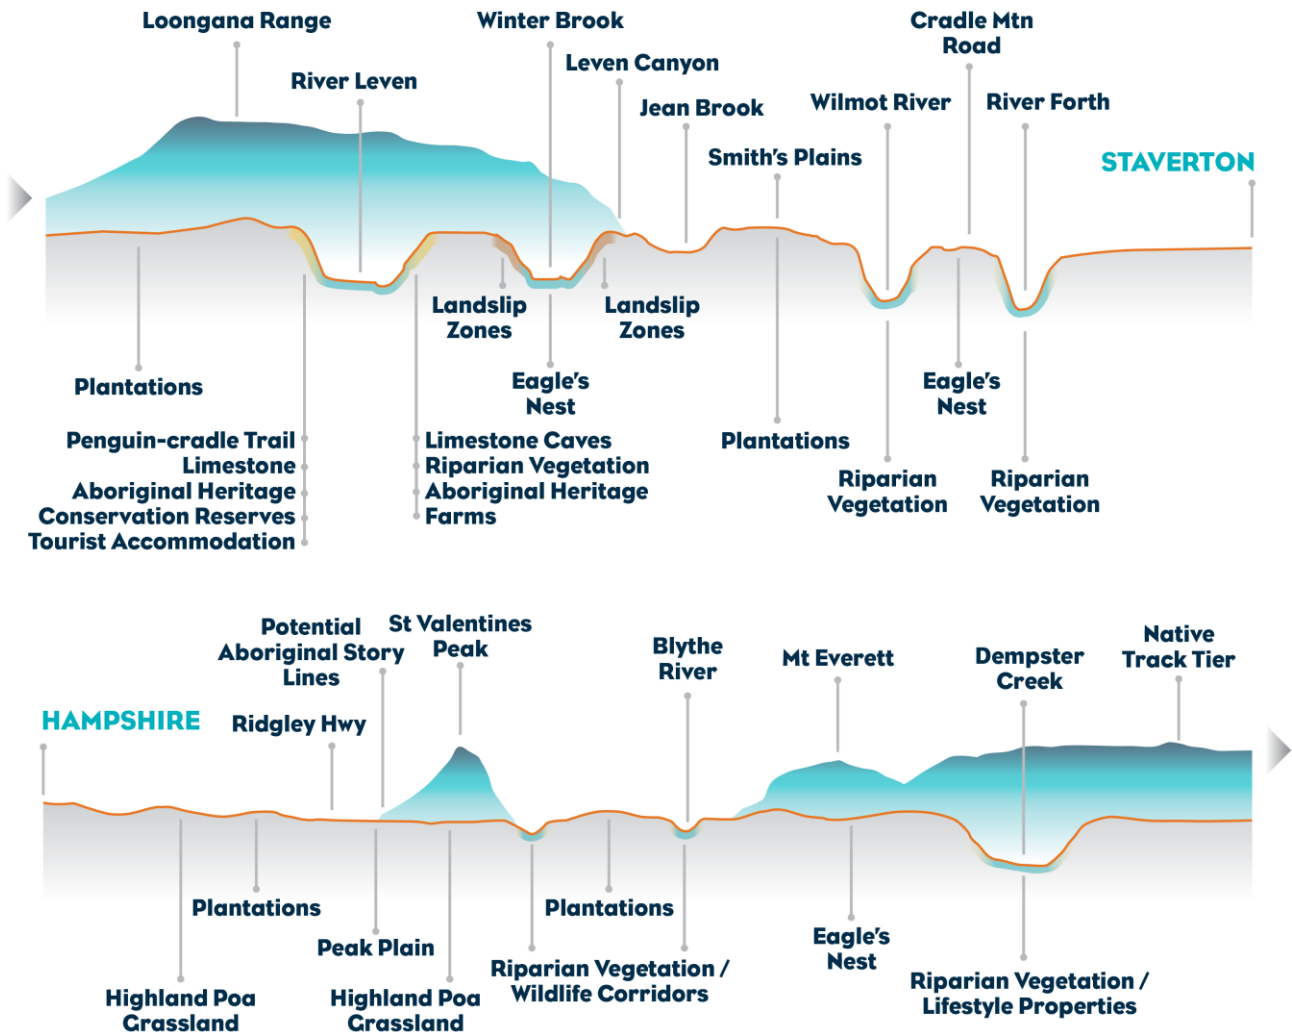 Loongana Range
River Leven
Winter Brook
Leven Canyon
Jean Brook
Smith's Plains
Wilmot River
Cradle Mtn
Road
River Forth
STAVERTON
Plantations
Penguin-cradle Trail
Limestone
Aboriginal Heritage
Conservation Reserves
Tourist Accommodation
Limestone Caves
Riparian Vegetation
Aboriginal Heritage
Farms
Landslip
Zones
Eagle's
Nest
Landslip
Zones
Plantations
Riparian
Vegetation
Eagle's
Nest
Riparian
Vegetation
HAMPSHIRE
Ridgley Hwy
Potential
Aboriginal Story
Lines
St Valentines
Peak
Blythe
River
Mt Everett
Dempster
Creek
Native
Track Tier
Highland Poa
Grassland
Plantations
Peak Plain
Highland Poa
Grassland
Riparian Vegetation /
Wildlife Corridors
Plantations
Eagle's
Nest
Riparian Vegetation /
Lifestyle Properties